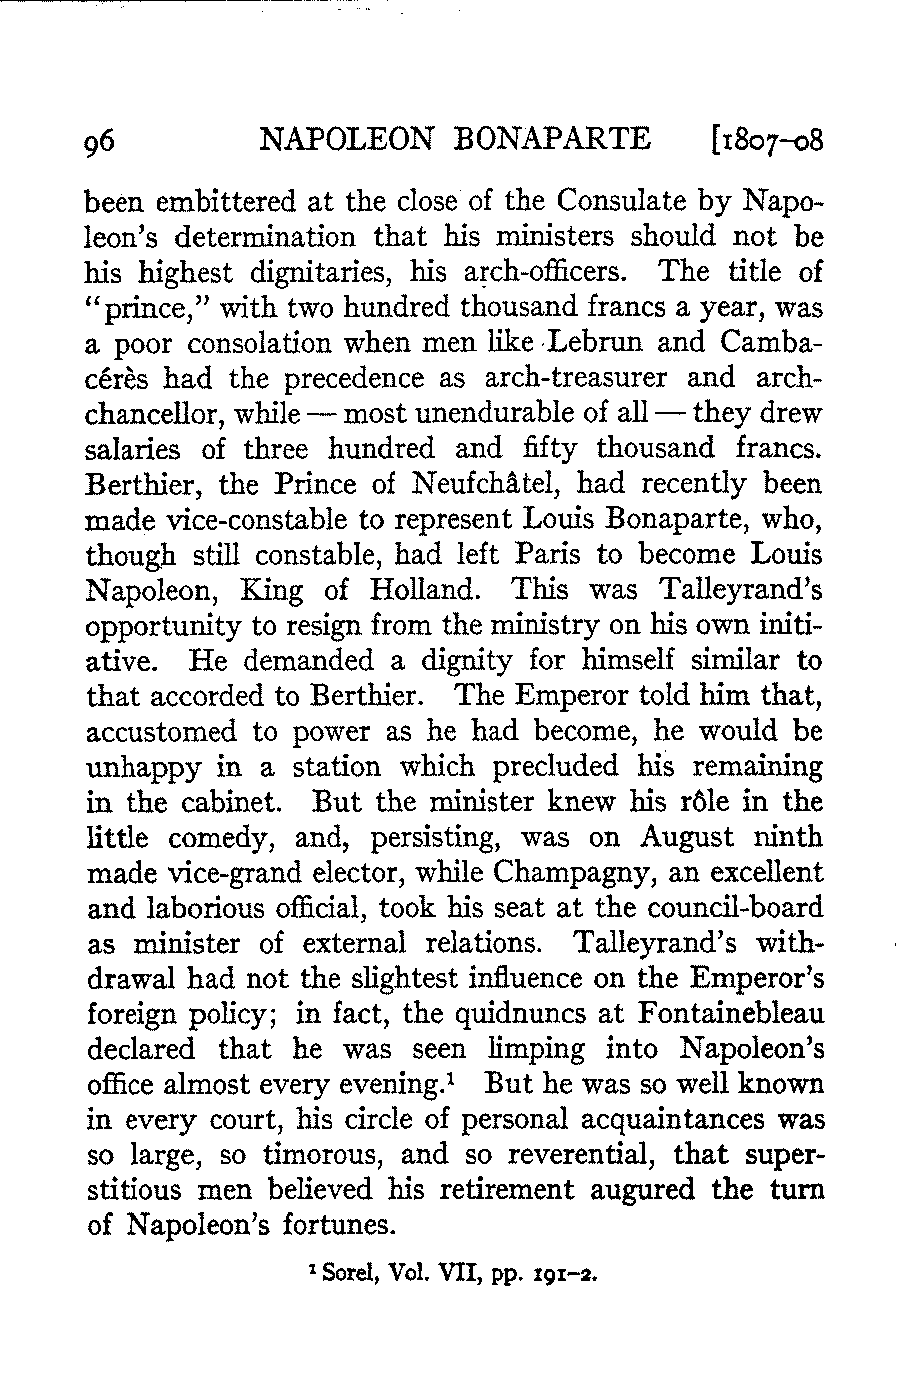 96 NAPOLEON BONAPARTE [1807–08
been embittered at the close of the Consulate by Napo-
leon's determination that his ministers should not be
his highest dignitaries, his arch-officers. The title of
"prince," with two hundred thousand francs a year, was
a poor consolation when men like Lebrun and Camba-
cérès had the precedence as arch-treasurer and arch-
chancellor, while — most unendurable of all — they drew
salaries of three hundred and fifty thousand francs.
Berthier, the Prince of Neufchâtel, had recently been
made vice-constable to represent Louis Bonaparte, who,
though still constable, had left Paris to become Louis
Napoleon, King of Holland. This was Talleyrand's
opportunity to resign from the ministry on his own initi-
ative. He demanded a dignity for himself similar to
that accorded to Berthier. The Emperor told him that,
accustomed to power as he had become, he would be
unhappy in a station which precluded his remaining
in the cabinet. But the minister knew his rôle in the
little comedy, and, persisting, was on August ninth
made vice-grand elector, while Champagny, an excellent
and laborious official, took his seat at the council-board
as minister of external relations. Talleyrand's with-
drawal had not the slightest influence on the Emperor's
foreign policy; in fact, the quidnuncs at Fontainebleau
declared that he was seen limping into Napoleon's
office almost every evening.¹ But he was so well known
in every court, his circle of personal acquaintances was
so large, so timorous, and so reverential, that super-
stitious men believed his retirement augured the turn
of Napoleon's fortunes.
¹ Sorel, Vol. VII, pp. 191–2.